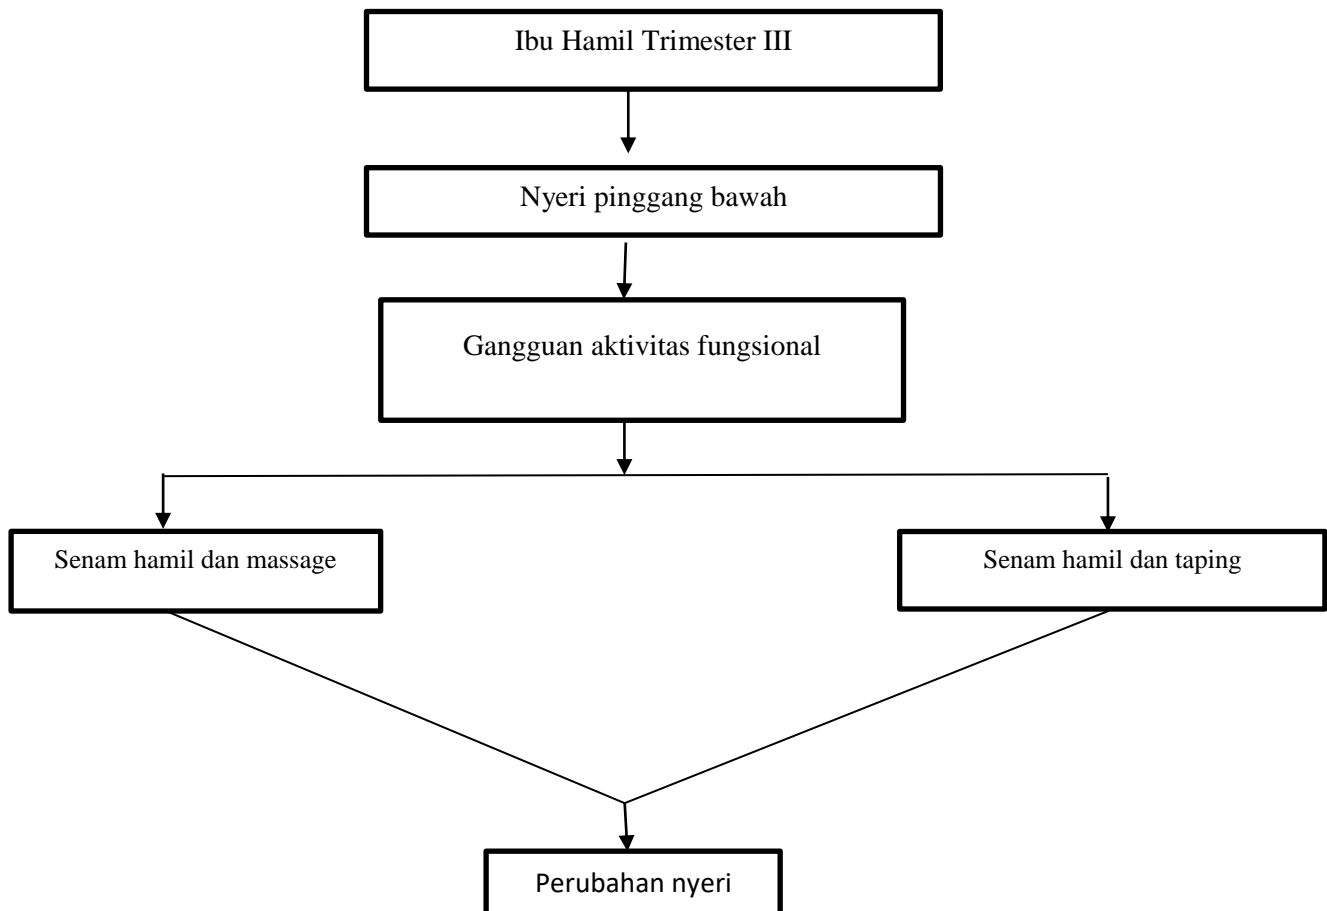 Ibu Hamil Trimester III
Nyeri pinggang bawah
Gangguan aktivitas fungsional
Senam hamil dan massage
Senam hamil dan taping
Perubahan nyeri